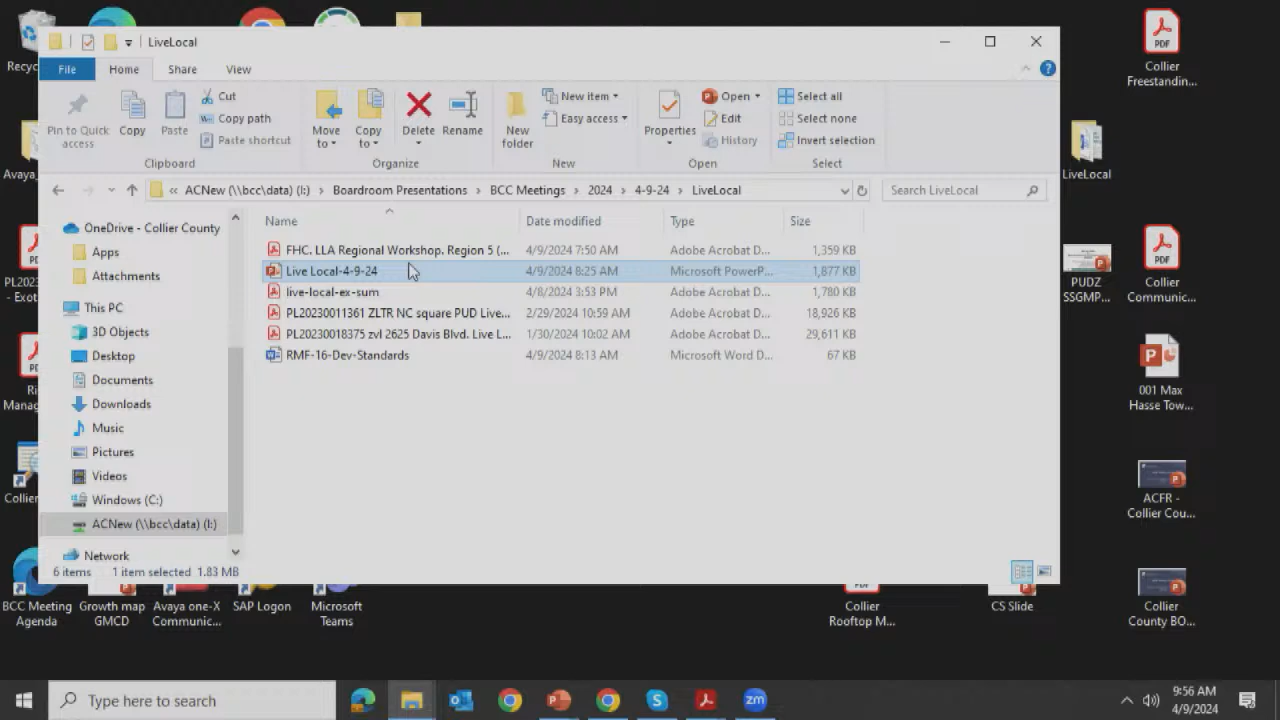 LiveLocal
File Home Share View
Pin to Quick access
Copy
Paste
Cut
Copy path
Paste shortcut
Clipboard
Move to
Copy to
Delete
Rename
Organize
New folder
New item
Easy access
New
Properties
Open
Edit
History
Open
Select all
Select none
Invert selection
Select
« ACNew (\\bcc\data) (I:) > Boardroom Presentations > BCC Meetings > 2024 > 4-9-24 > LiveLocal
Search LiveLocal
OneDrive - Collier County
Apps
Attachments
This PC
3D Objects
Desktop
Documents
Downloads
Music
Pictures
Videos
Windows (C:)
ACNew (\\bcc\data) (I:)
Network
Name Date modified Type Size
FHC. LLA Regional Workshop. Region 5 (... 4/9/2024 7:50 AM Adobe Acrobat D... 1,359 KB
Live Local-4-9-24 4/9/2024 8:25 AM Microsoft PowerP... 1,877 KB
live-local-ex-sum 4/8/2024 3:53 PM Adobe Acrobat D... 1,780 KB
PL20230011361 ZLTR NC square PUD Live... 2/29/2024 10:59 AM Adobe Acrobat D... 18,926 KB
PL20230018375 zvl 2625 Davis Blvd. Live L... 1/30/2024 10:02 AM Adobe Acrobat D... 29,611 KB
RMF-16-Dev-Standards 4/9/2024 8:13 AM Microsoft Word D... 67 KB
6 items 1 item selected 1.83 MB
Recyc
Avaya_
PL202
- Exot
Ri
Manag
Collier
BCC Meeting
Agenda
Growth map
GMCD
Avaya one-X
Communic...
SAP Logon
Microsoft
Teams
Collier
Rooftop M...
CS Slide
PDF
Collier
Freestandin...
LiveLocal
PUDZ
SSGMP...
PDF
Collier
Communic...
001 Max
Hasse Tow...
ACFR -
Collier Cou...
Collier
County BO...
Type here to search
zm
9:56 AM
4/9/2024